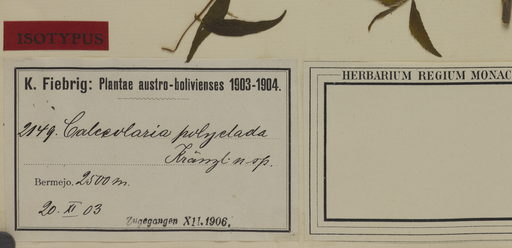 ISOTYPUS
K. Fiebrig: Plantae austro-bolivienses 1903-1904.
2149. Calceolaria polyclada
Kränzl. n. sp.
Bermejo. 2500 m.
20. XI 03
Zugegangen XII. 1906.
HERBARIUM REGIUM MONAC